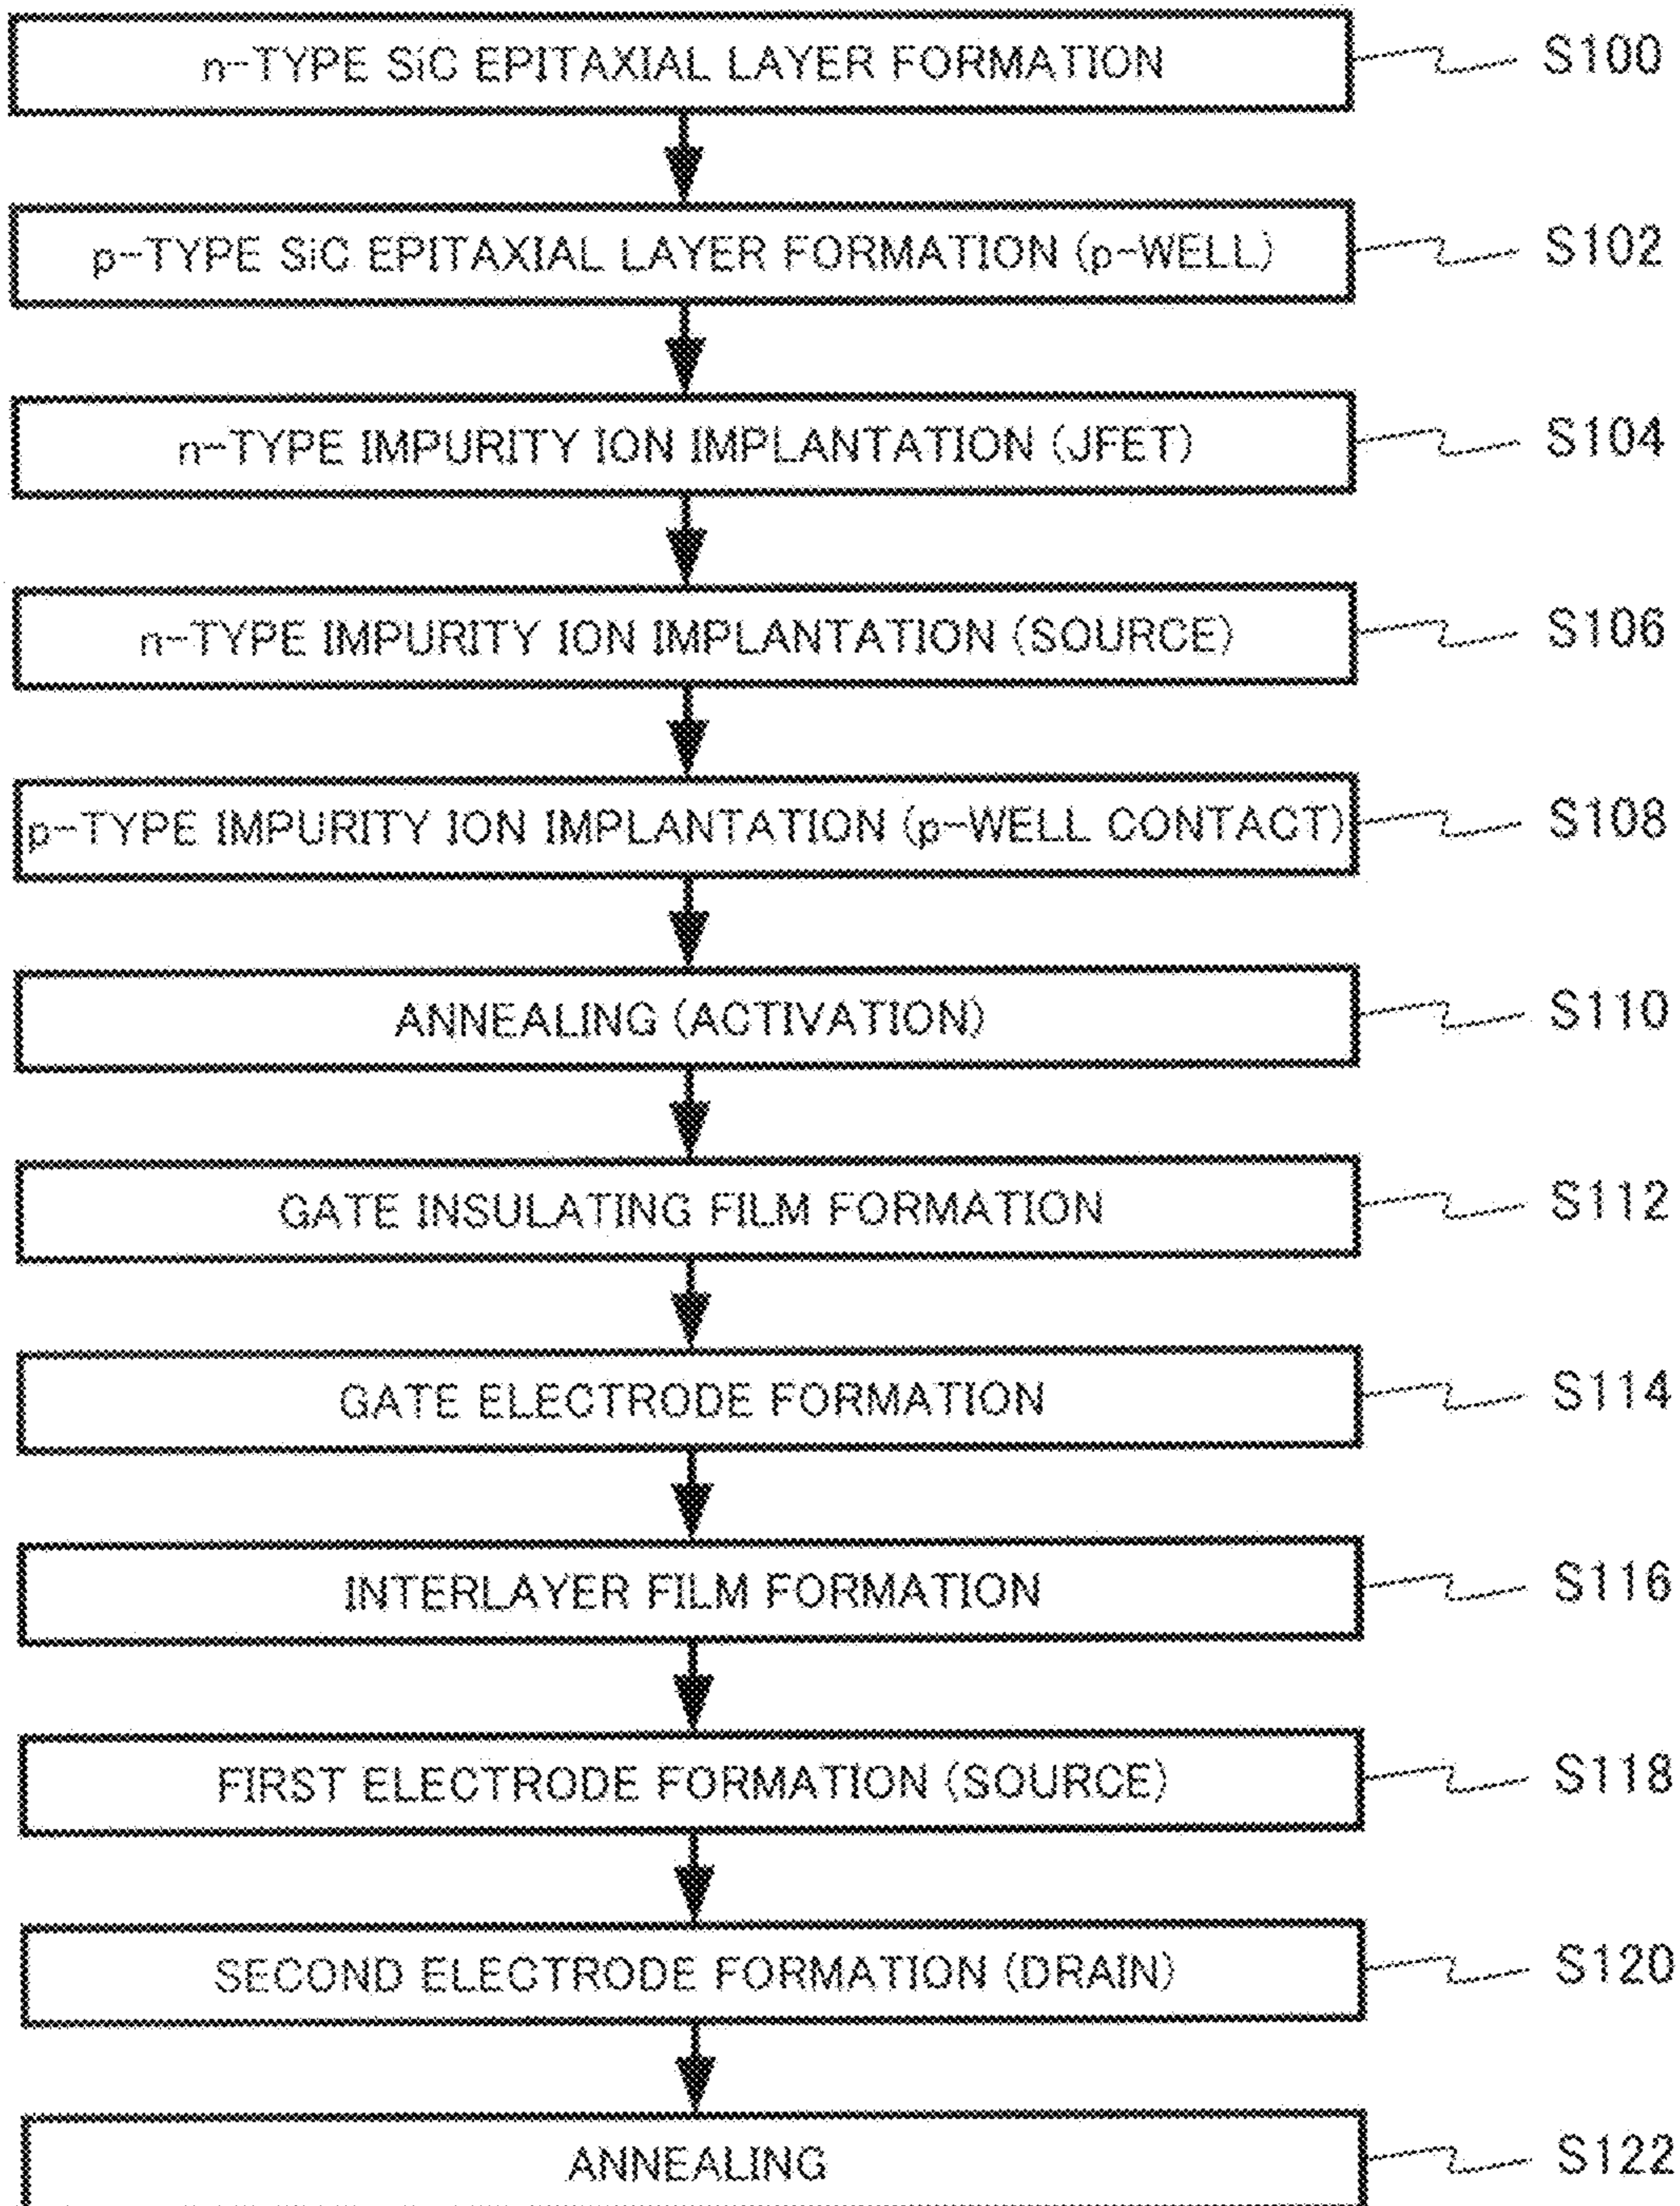 n-TYPE SiC EPITAXIAL LAYER FORMATION S100
p-TYPE SiC EPITAXIAL LAYER FORMATION (p-WELL) S102
n-TYPE IMPURITY ION IMPLANTATION (JFET) S104
n-TYPE IMPURITY ION IMPLANTATION (SOURCE) S106
p-TYPE IMPURITY ION IMPLANTATION (p-WELL CONTACT) S108
ANNEALING (ACTIVATION) S110
GATE INSULATING FILM FORMATION S112
GATE ELECTRODE FORMATION S114
INTERLAYER FILM FORMATION S116
FIRST ELECTRODE FORMATION (SOURCE) S118
SECOND ELECTRODE FORMATION (DRAIN) S120
ANNEALING S122